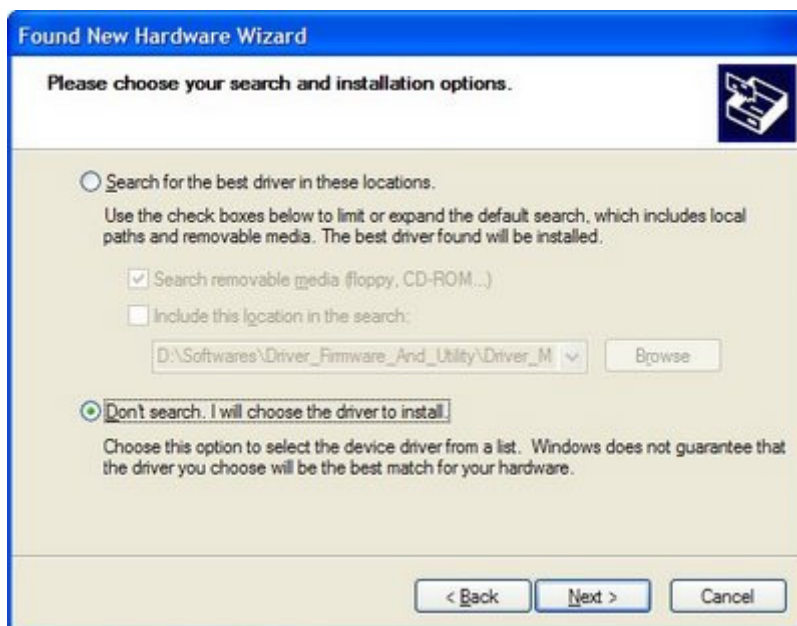 Found New Hardware Wizard
Please choose your search and installation options.
Search for the best driver in these locations.
Use the check boxes below to limit or expand the default search, which includes local
paths and removable media. The best driver found will be installed.
Search removable media (floppy, CD-ROM...)
Include this location in the search:
D:\Softwares\Driver_Firmware_And_Utility\Driver_M
Browse
Don't search. I will choose the driver to install.
Choose this option to select the device driver from a list. Windows does not guarantee that
the driver you choose will be the best match for your hardware.
< Back
Next >
Cancel